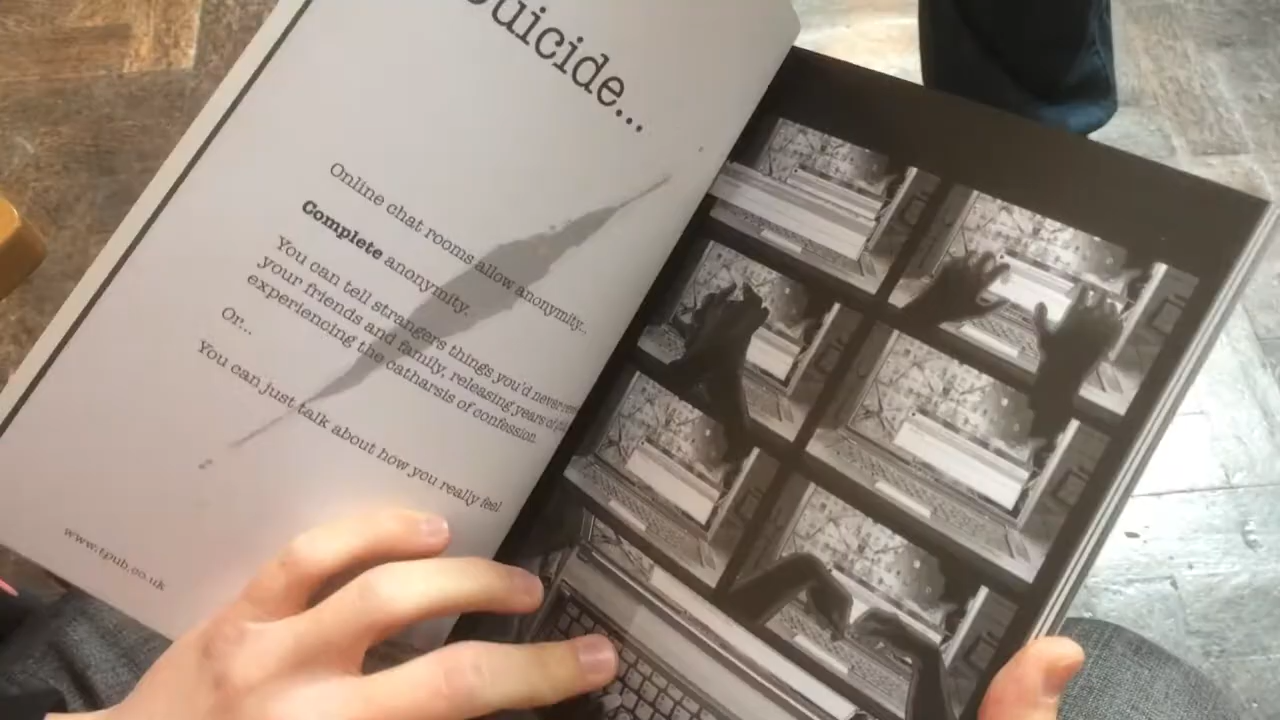 Suicide...
Online chat rooms allow anonymity...
Complete anonymity.
You can tell strangers things you'd never
your friends and family, releasing years of
experiencing the catharsis of confession.
Or...
You can just talk about how you really feel.
www.tpub.co.uk